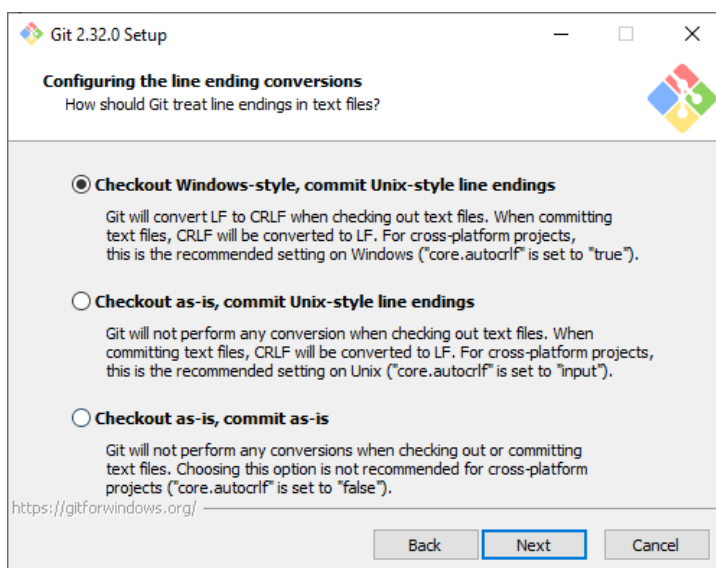 Git 2.32.0 Setup
Configuring the line ending conversions
How should Git treat line endings in text files?
Checkout Windows-style, commit Unix-style line endings
Git will convert LF to CRLF when checking out text files. When committing
text files, CRLF will be converted to LF. For cross-platform projects,
this is the recommended setting on Windows ("core.autocrlf" is set to "true").
Checkout as-is, commit Unix-style line endings
Git will not perform any conversion when checking out text files. When
committing text files, CRLF will be converted to LF. For cross-platform projects,
this is the recommended setting on Unix ("core.autocrlf" is set to "input").
Checkout as-is, commit as-is
Git will not perform any conversions when checking out or committing
text files. Choosing this option is not recommended for cross-platform
projects ("core.autocrlf" is set to "false").
https://gitforwindows.org/
Back Next Cancel